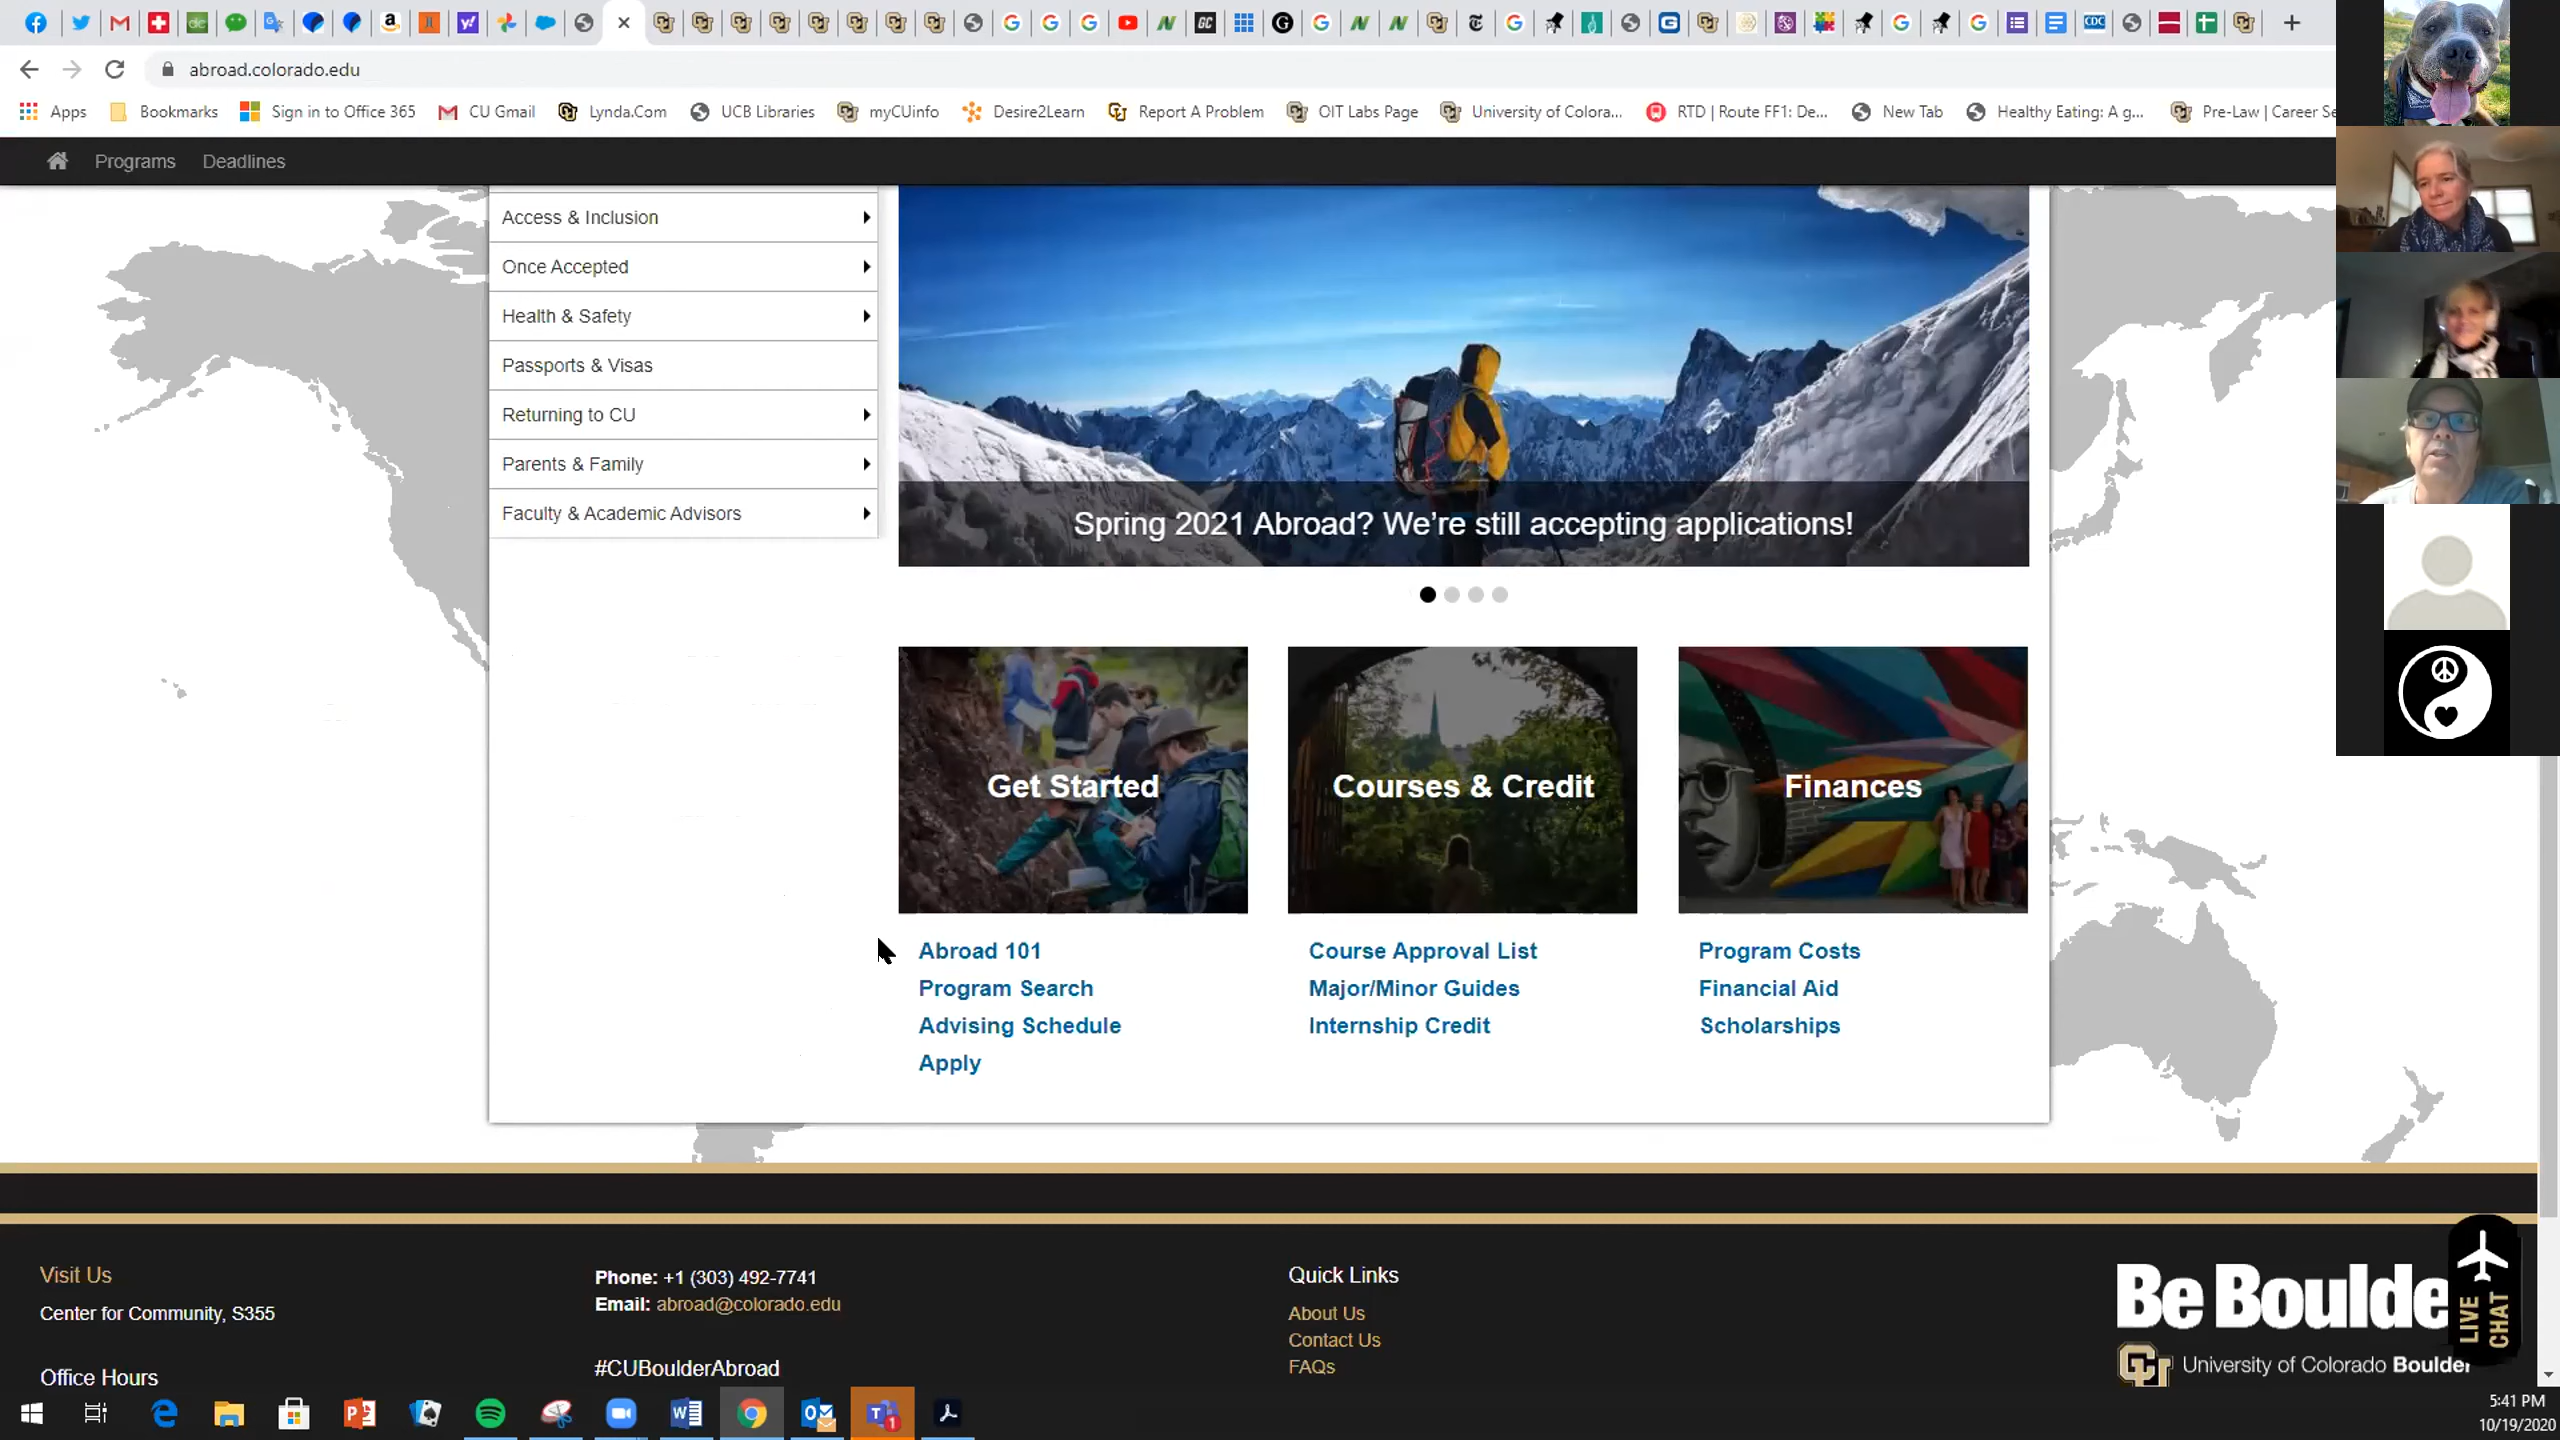 abroad.colorado.edu
Apps
Bookmarks
Sign in to Office 365
CU Gmail
Lynda.Com
UCB Libraries
myCUinfo
Desire2Learn
Report A Problem
OIT Labs Page
University of Colora...
RTD | Route FF1: De...
New Tab
Healthy Eating: A g...
Pre-Law | Career Se
Programs
Deadlines
Access & Inclusion
Once Accepted
Health & Safety
Passports & Visas
Returning to CU
Parents & Family
Faculty & Academic Advisors
Spring 2021 Abroad? We're still accepting applications!
Get Started
Abroad 101
Program Search
Advising Schedule
Apply
Courses & Credit
Course Approval List
Major/Minor Guides
Internship Credit
Finances
Program Costs
Financial Aid
Scholarships
Visit Us
Center for Community, S355
Office Hours
Phone: +1 (303) 492-7741
Email: abroad@colorado.edu
#CUBoulderAbroad
Quick Links
About Us
Contact Us
FAQs
Be Boulde
University of Colorado Boulder
LIVE
CHAT
5:41 PM
10/19/2020